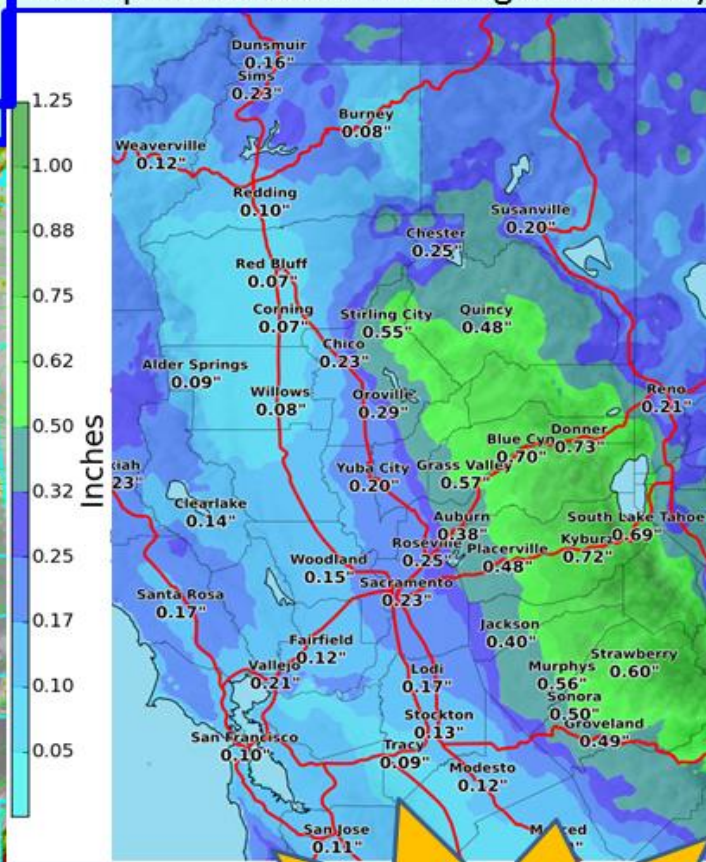 1.25
1.00
0.88
0.75
0.62
0.50
0.32
0.25
0.17
0.10
0.05
Inches
Dunsmuir
0.16"
Sims
0.23"
Burney
0.08"
Weaverville
0.12"
Redding
0.10"
Susanville
0.20"
Chester
0.25"
Red Bluff
0.07"
Corning
0.07"
Stirling City
0.55"
Quincy
0.48"
Chico
0.23"
Alder Springs
0.09"
Willows
0.08"
Oroville
0.29"
Reno
0.21"
Donner
0.73"
Blue Cyn
0.70"
kiah
23"
Yuba City
0.20"
Grass Valley
0.57"
Clearlake
0.14"
Auburn
0.38"
South Lake Tahoe
0.69"
Roseville
0.25"
Placerville
0.48"
Kyburz
0.72"
Woodland
0.15"
Sacramento
0.23"
Santa Rosa
0.17"
Jackson
0.40"
Fairfield
0.12"
Strawberry
0.60"
Vallejo
0.21"
Lodi
0.17"
Murphys
0.56"
Sonora
0.50"
Stockton
0.13"
Groveland
0.49"
San Francisco
0.10"
Tracy
0.09"
Modesto
0.12"
San Jose
0.11"